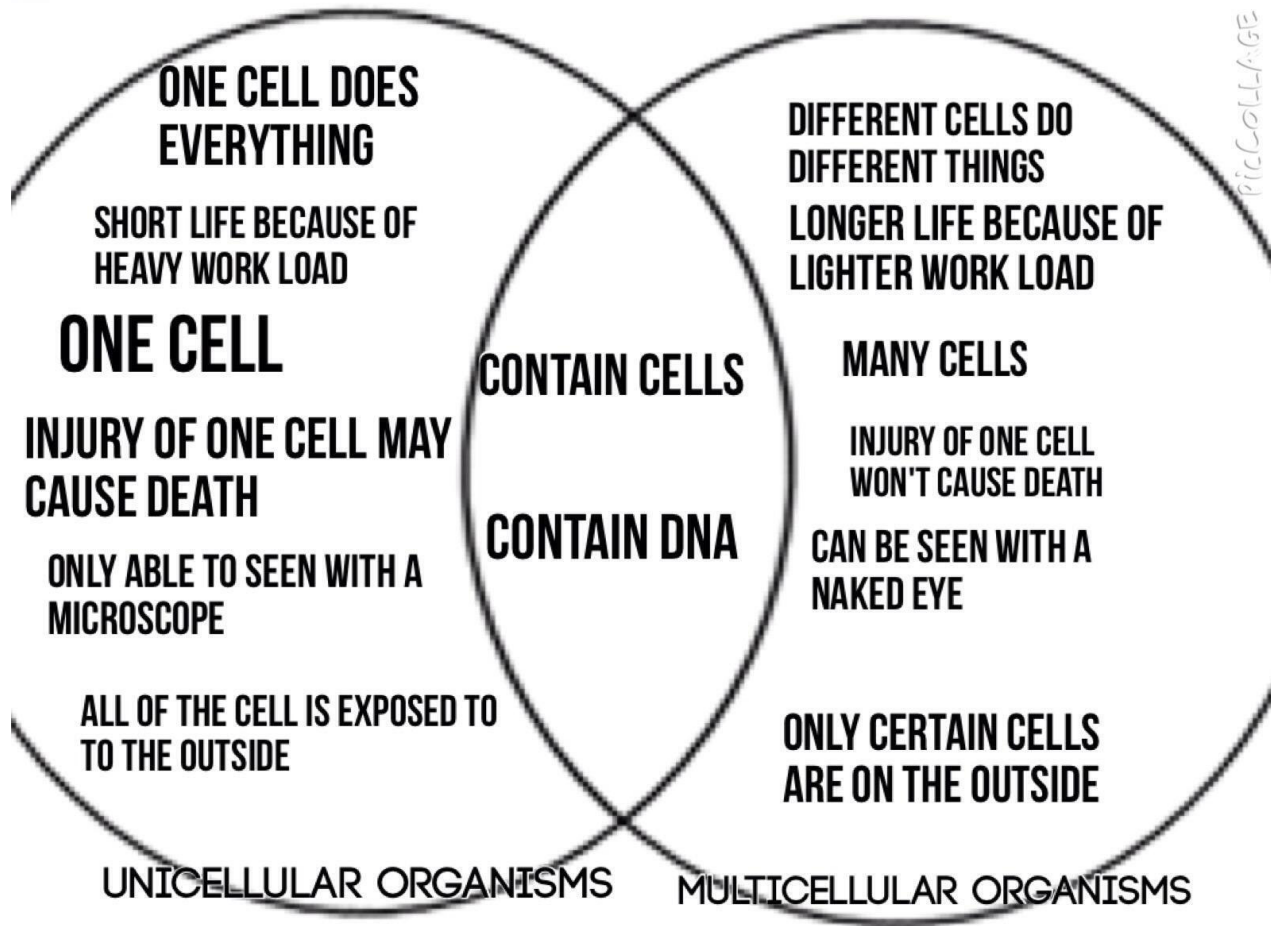 ONE CELL DOES
EVERYTHING
SHORT LIFE BECAUSE OF
HEAVY WORK LOAD
ONE CELL
INJURY OF ONE CELL MAY
CAUSE DEATH
ONLY ABLE TO SEEN WITH A
MICROSCOPE
ALL OF THE CELL IS EXPOSED TO
TO THE OUTSIDE
UNICELLULAR ORGANISMS
CONTAIN CELLS
CONTAIN DNA
DIFFERENT CELLS DO
DIFFERENT THINGS
LONGER LIFE BECAUSE OF
LIGHTER WORK LOAD
MANY CELLS
INJURY OF ONE CELL
WON'T CAUSE DEATH
CAN BE SEEN WITH A
NAKED EYE
ONLY CERTAIN CELLS
ARE ON THE OUTSIDE
MULTICELLULAR ORGANISMS
PicCOLLAGE